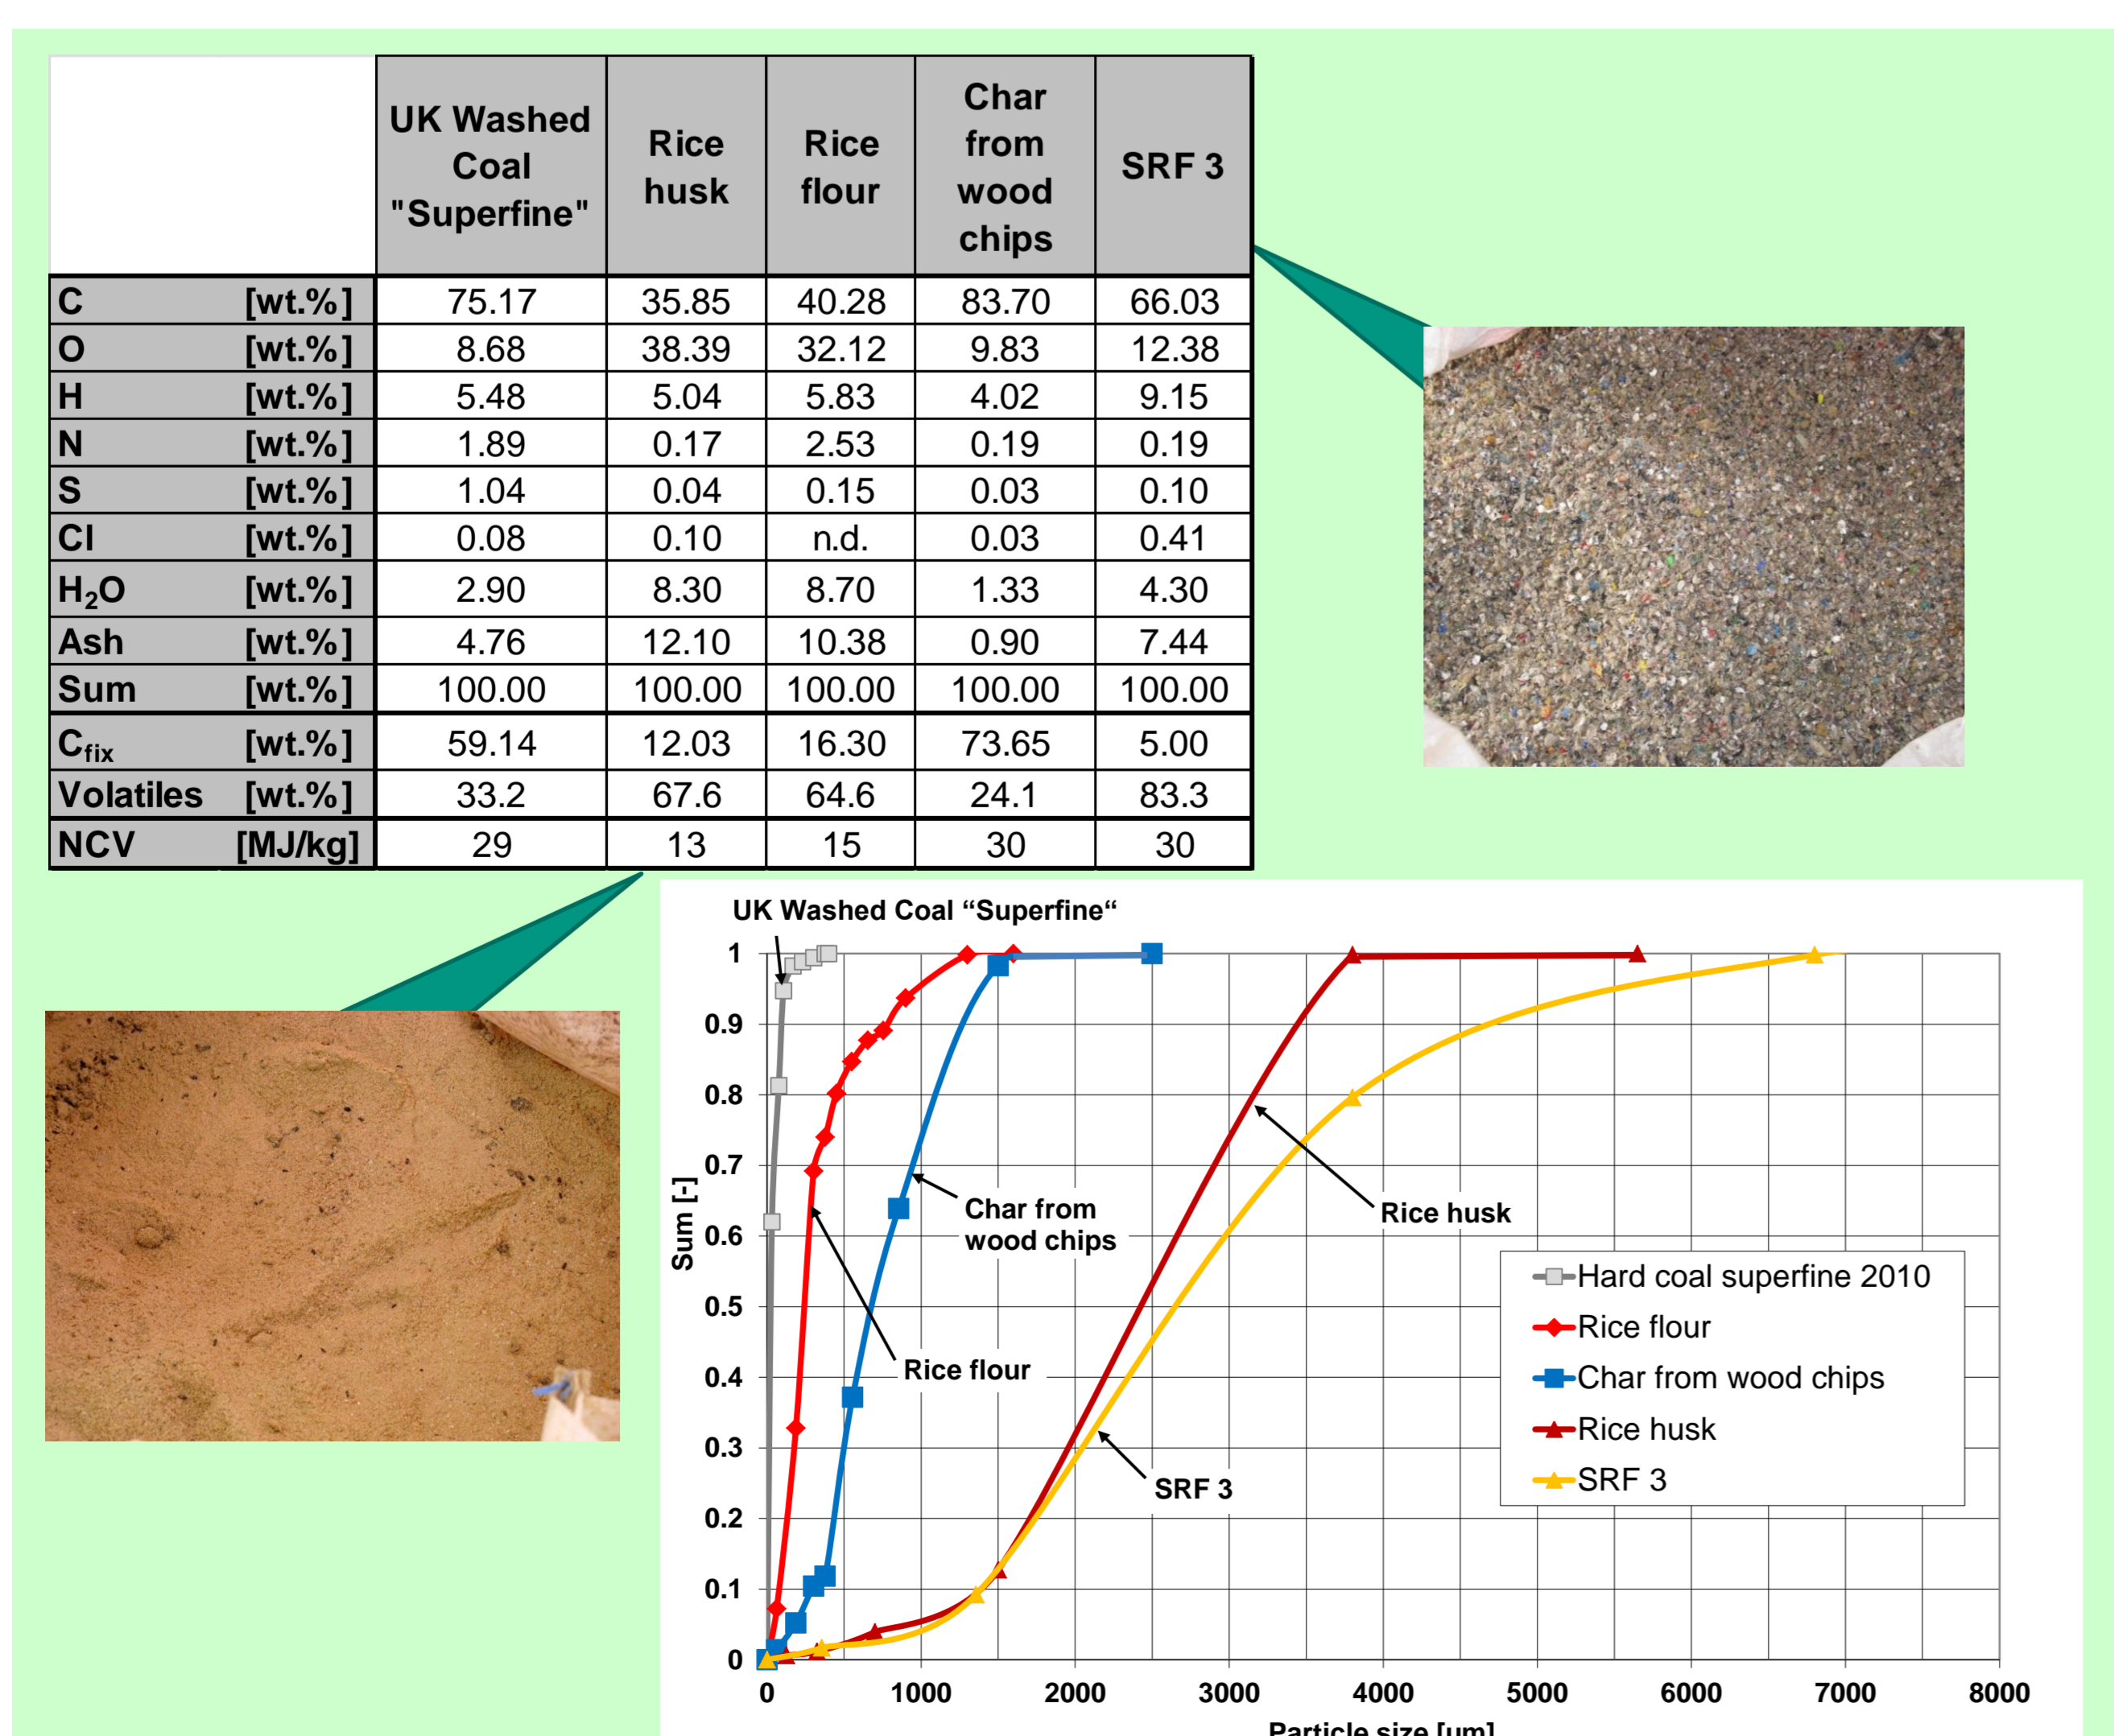 UK Washed Coal "Superfine" Rice husk Rice flour Char from wood chips SRF 3
C [wt.%] 75.17 35.85 40.28 83.70 66.03
O [wt.%] 8.68 38.39 32.12 9.83 12.38
H [wt.%] 5.48 5.04 5.83 4.02 9.15
N [wt.%] 1.89 0.17 2.53 0.19 0.19
S [wt.%] 1.04 0.04 0.15 0.03 0.10
Cl [wt.%] 0.08 0.10 n.d. 0.03 0.41
H₂O [wt.%] 2.90 8.30 8.70 1.33 4.30
Ash [wt.%] 4.76 12.10 10.38 0.90 7.44
Sum [wt.%] 100.00 100.00 100.00 100.00 100.00
C_fix [wt.%] 59.14 12.03 16.30 73.65 5.00
Volatiles [wt.%] 33.2 67.6 64.6 24.1 83.3
NCV [MJ/kg] 29 13 15 30 30
UK Washed Coal “Superfine“
1
0.9
0.8
0.7
0.6
0.5
0.4
0.3
0.2
0.1
0
Sum [-]
Char from
wood chips
Rice husk
Rice flour
SRF 3
Hard coal superfine 2010
Rice flour
Char from wood chips
Rice husk
SRF 3
0 1000 2000 3000 4000 5000 6000 7000 8000
Particle size [um]